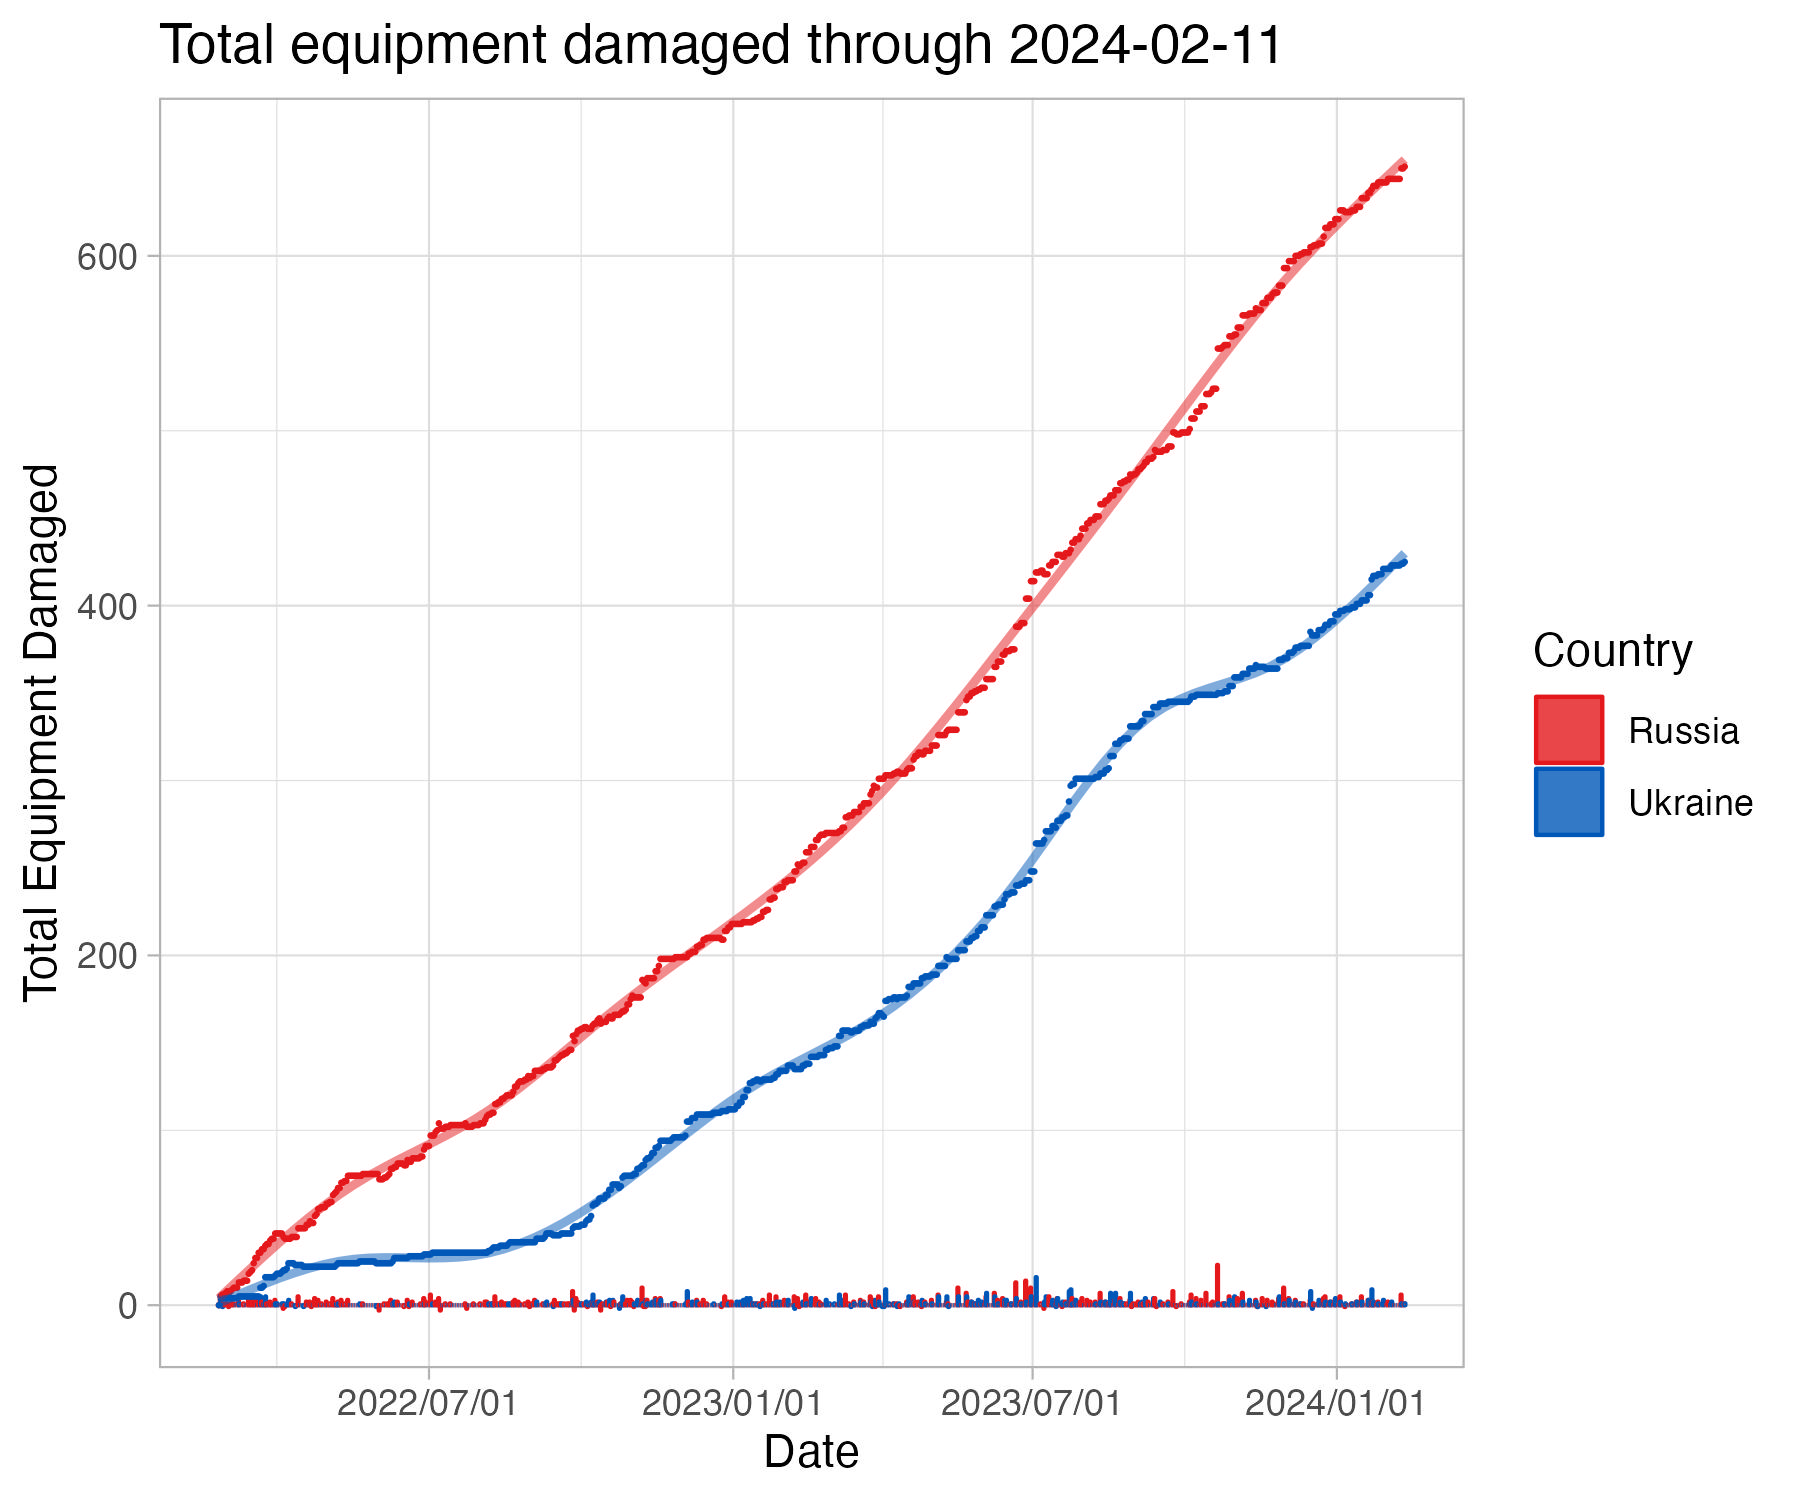 Total equipment damaged through 2024-02-11
Total Equipment Damaged
600
400
200
0
2022/07/01
2023/01/01
2023/07/01
2024/01/01
Date
Country
Russia
Ukraine